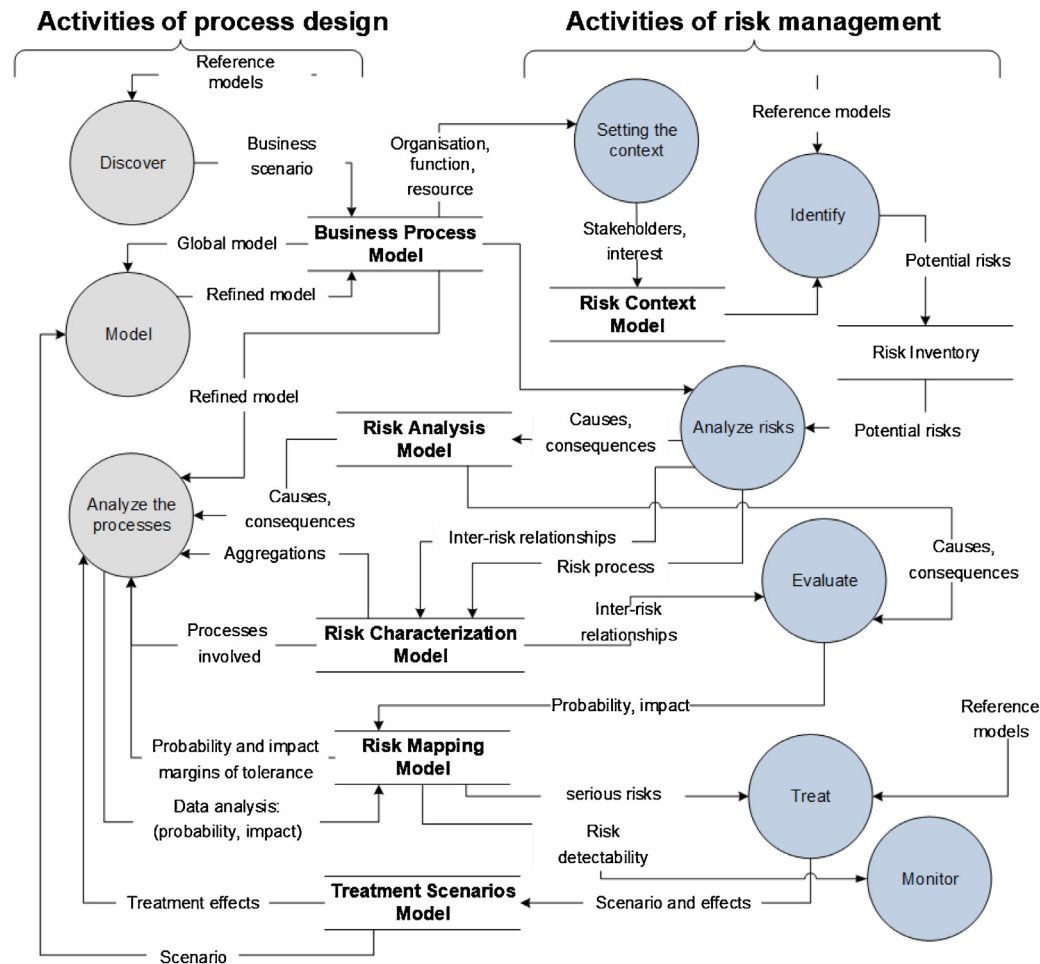 Activities of process design
Activities of risk management
Reference
models
Discover
Business
scenario
Organisation,
function,
resource
Setting the
context
Reference models
Identify
Global model
Business Process
Model
Stakeholders,
interest
Potential risks
Refined model
Model
Risk Context
Model
Risk Inventory
Refined model
Risk Analysis
Model
Causes,
consequences
Analyze risks
Potential risks
Analyze the
processes
Causes,
consequences
Aggregations
Inter-risk relationships
Risk process
Evaluate
Causes,
consequences
Processes
involved
Risk Characterization
Model
Inter-risk
relationships
Probability, impact
Reference
models
Probability and impact
margins of tolerance
Risk Mapping
Model
Data analysis:
(probability, impact)
serious risks
Treat
Risk
detectability
Monitor
Treatment effects
Treatment Scenarios
Model
Scenario and effects
Scenario